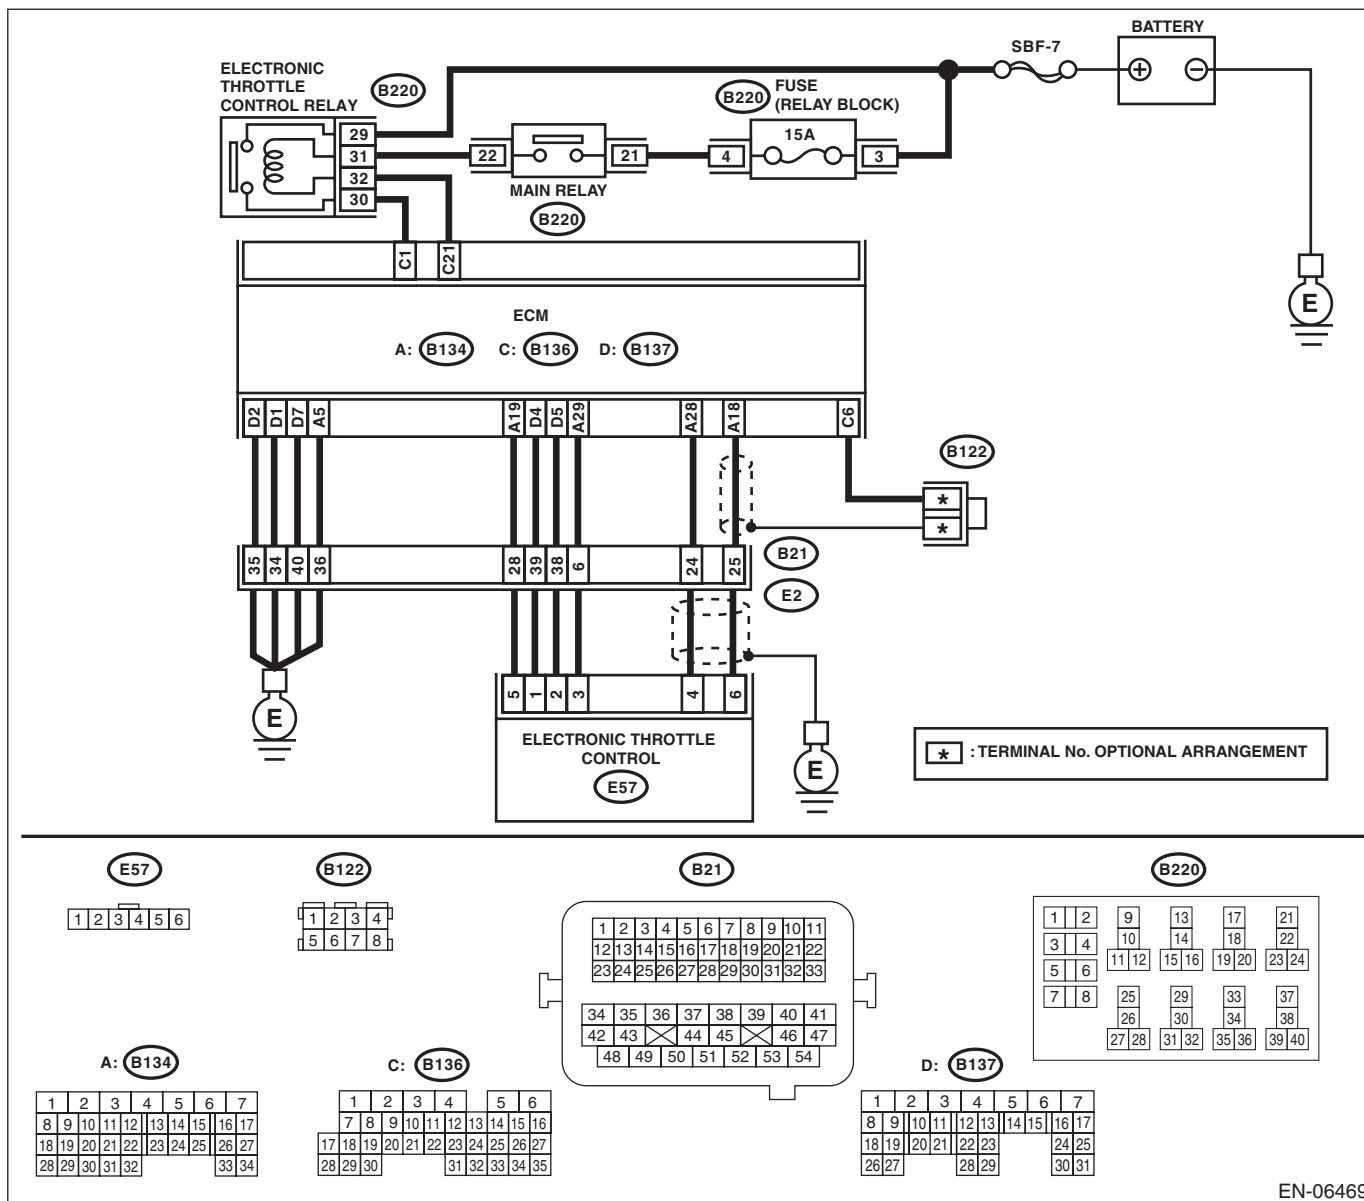 BATTERY
SBF-7
ELECTRONIC
THROTTLE
CONTROL RELAY
B220
B220
FUSE
(RELAY BLOCK)
15A
29
31
32
30
22
21
4
3
MAIN RELAY
B220
C1
C21
E
ECM
A: B134 C: B136 D: B137
D2 D1 D7 A5 A19 D4 D5 A29 A28 A18 C6
B122
*
*
35 34 40 36 28 39 38 6 24 25
B21
E2
5 1 2 3 4 6
E
ELECTRONIC THROTTLE
CONTROL
E57
E
* : TERMINAL No. OPTIONAL ARRANGEMENT
E57
1 2 3 4 5 6
B122
1 2 3 4
5 6 7 8
B21
1 2 3 4 5 6 7 8 9 10 11
12 13 14 15 16 17 18 19 20 21 22
23 24 25 26 27 28 29 30 31 32 33
34 35 36 37 38 39 40 41
42 43 44 45 46 47
48 49 50 51 52 53 54
B220
1 2 9 13 17 21
3 4 10 14 18 22
11 12 15 16 19 20 23 24
5 6
7 8 25 29 33 37
26 30 34 38
27 28 31 32 35 36 39 40
A: B134
1 2 3 4 5 6 7
8 9 10 11 12 13 14 15 16 17
18 19 20 21 22 23 24 25 26 27
28 29 30 31 32 33 34
C: B136
1 2 3 4 5 6
7 8 9 10 11 12 13 14 15 16
17 18 19 20 21 22 23 24 25 26 27
28 29 30 31 32 33 34 35
D: B137
1 2 3 4 5 6 7
8 9 10 11 12 13 14 15 16 17
18 19 20 21 22 23 24 25
26 27 28 29 30 31
EN-06469